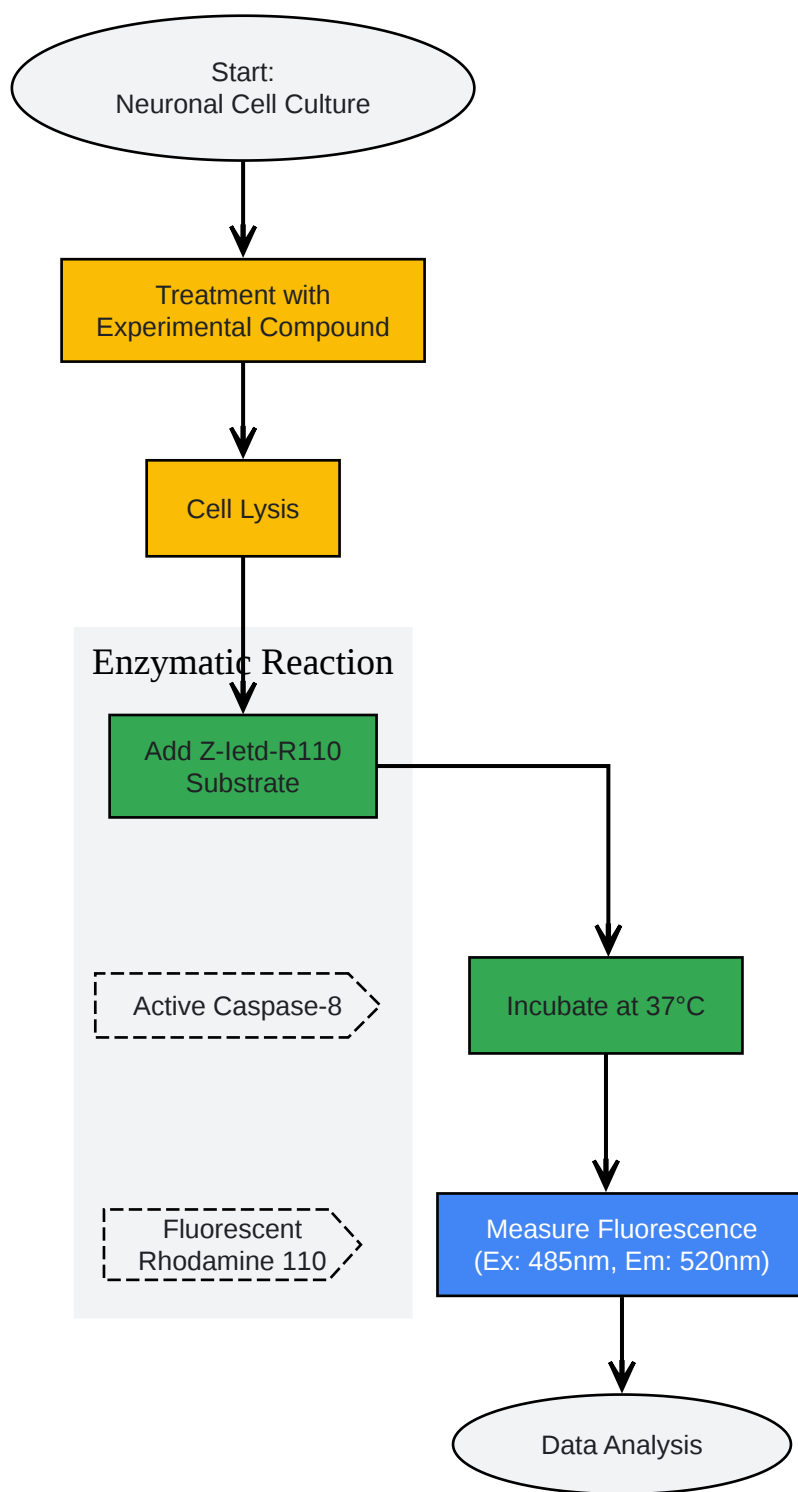 Start:
Neuronal Cell Culture
Treatment with
Experimental Compound
Cell Lysis
Enzymatic Reaction
Add Z-Ietd-R110
Substrate
Active Caspase-8
Incubate at 37°C
Fluorescent
Rhodamine 110
Measure Fluorescence
(Ex: 485nm, Em: 520nm)
Data Analysis